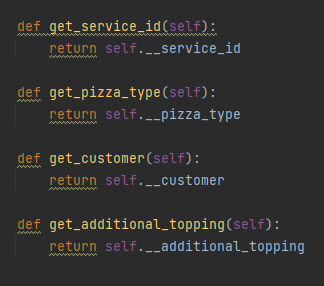 def get_service_id(self):
    return self.__service_id
def get_pizza_type(self):
    return self.__pizza_type
def get_customer(self):
    return self.__customer
def get_additional_topping(self):
    return self.__additional_topping